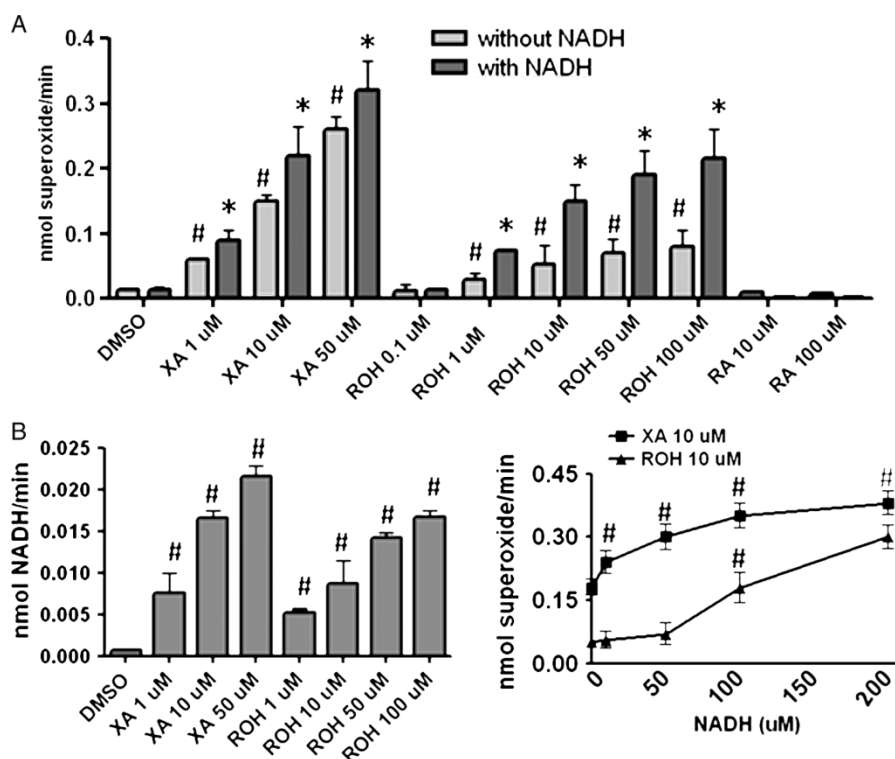 A
nmol superoxide/min
0.4
0.3
0.2
0.1
0.0
without NADH
with NADH
# * # * # * # * # * # * # *
DMSO
XA 1 uM
XA 10 uM
XA 50 uM
ROH 0.1 uM
ROH 1 uM
ROH 10 uM
ROH 50 uM
ROH 100 uM
RA 10 uM
RA 100 uM
B
nmol NADH/min
0.025
0.020
0.015
0.010
0.005
0.000
# # # # # # #
DMSO
XA 1 uM
XA 10 uM
XA 50 uM
ROH 1 uM
ROH 10 uM
ROH 50 uM
ROH 100 uM
XA 10 uM
ROH 10 uM
nmol superoxide/min
0.45
0.30
0.15
0.00
# # # # #
0
50
100
150
200
NADH (uM)